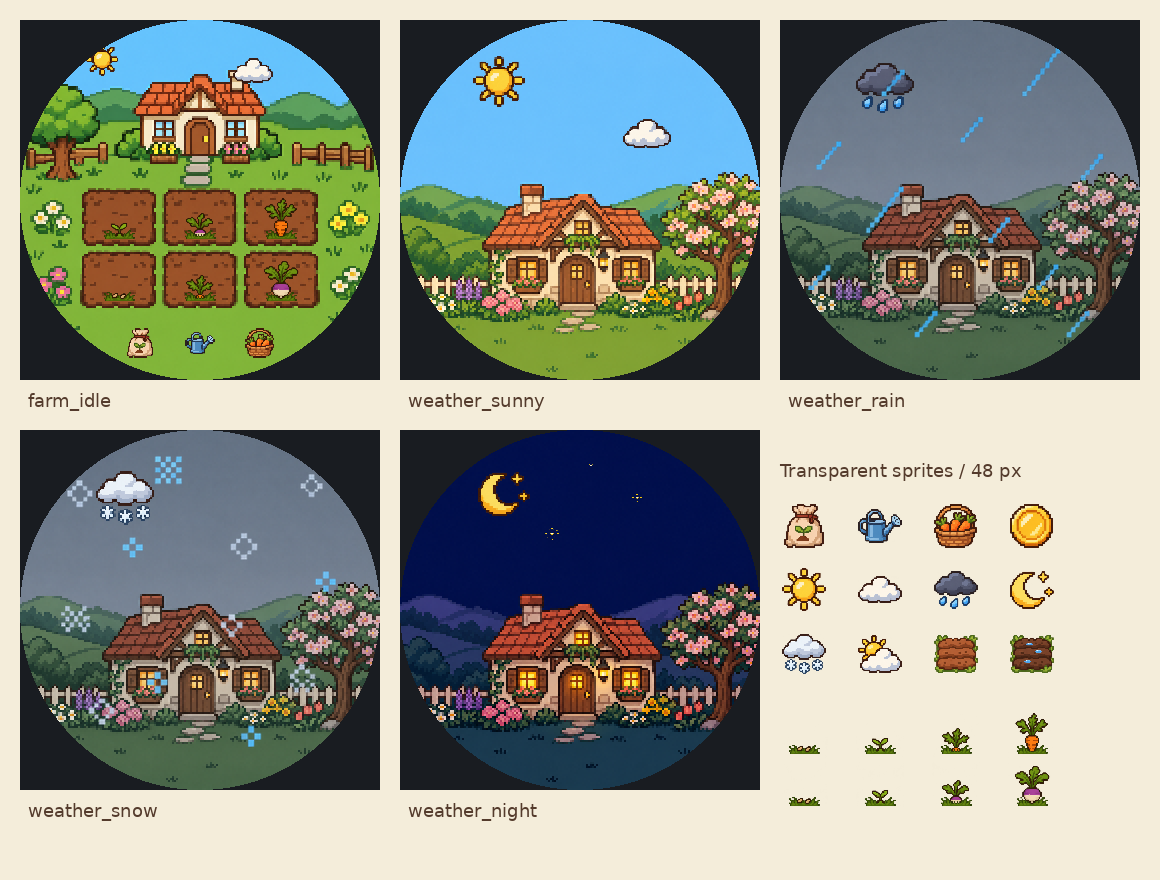 farm_idle
weather_sunny
weather_rain
Transparent sprites / 48 px
weather_snow
weather_night